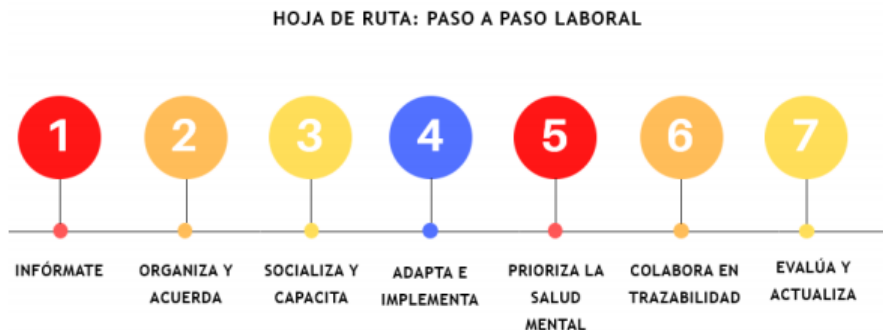 HOJA DE RUTA: PASO A PASO LABORAL
1
2
3
4
5
6
7
INFÓRMATE
ORGANIZA Y
ACUERDA
SOCIALIZA Y
CAPACITA
ADAPTA E
IMPLEMENTA
PRIORIZA LA
SALUD
MENTAL
COLABORA EN
TRAZABILIDAD
EVALÚA Y
ACTUALIZA